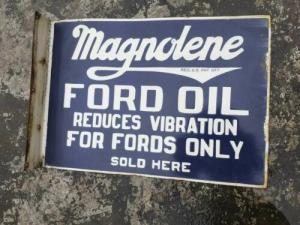 Magnolene
REG. U.S. PAT. OFF.
FORD OIL
REDUCES VIBRATION
FOR FORDS ONLY
SOLD HERE